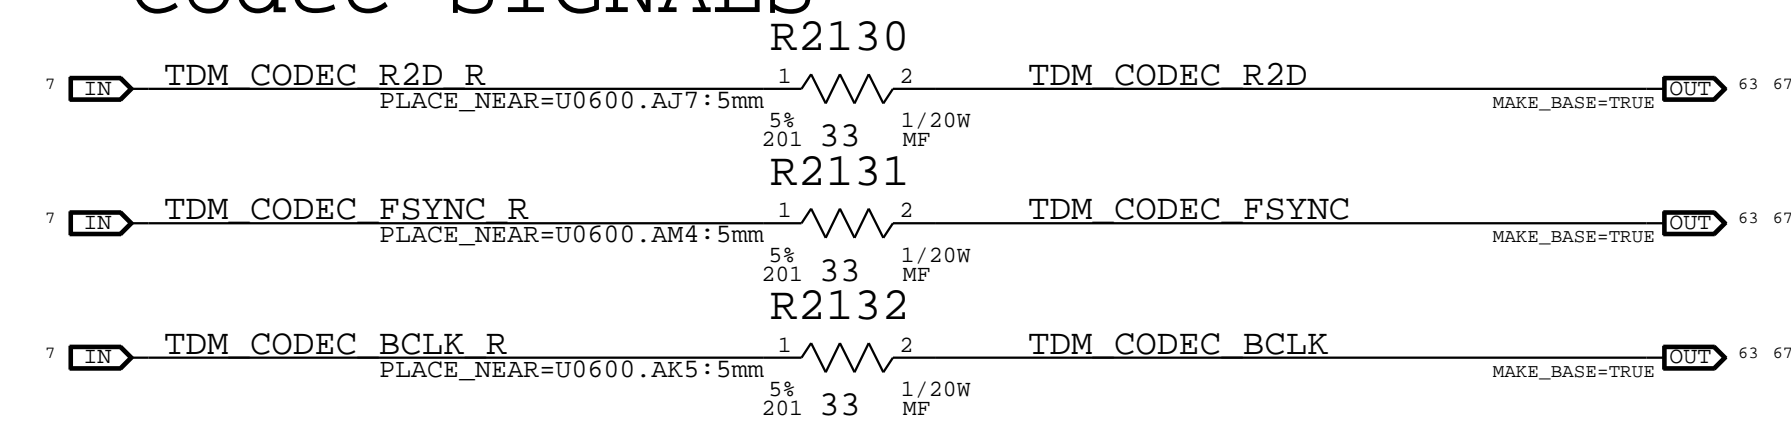 Codec SIGNALS
R2130
7 IN TDM_CODEC_R2D_R 1 2 TDM_CODEC_R2D OUT 63 67
PLACE_NEAR=U0600.AJ7:5mm MAKE_BASE=TRUE
5% 1/20W
201 33 MF
R2131
7 IN TDM_CODEC_FSYNC_R 1 2 TDM_CODEC_FSYNC OUT 63 67
PLACE_NEAR=U0600.AM4:5mm MAKE_BASE=TRUE
5% 1/20W
201 33 MF
R2132
7 IN TDM_CODEC_BCLK_R 1 2 TDM_CODEC_BCLK OUT 63 67
PLACE_NEAR=U0600.AK5:5mm MAKE_BASE=TRUE
5% 1/20W
201 33 MF